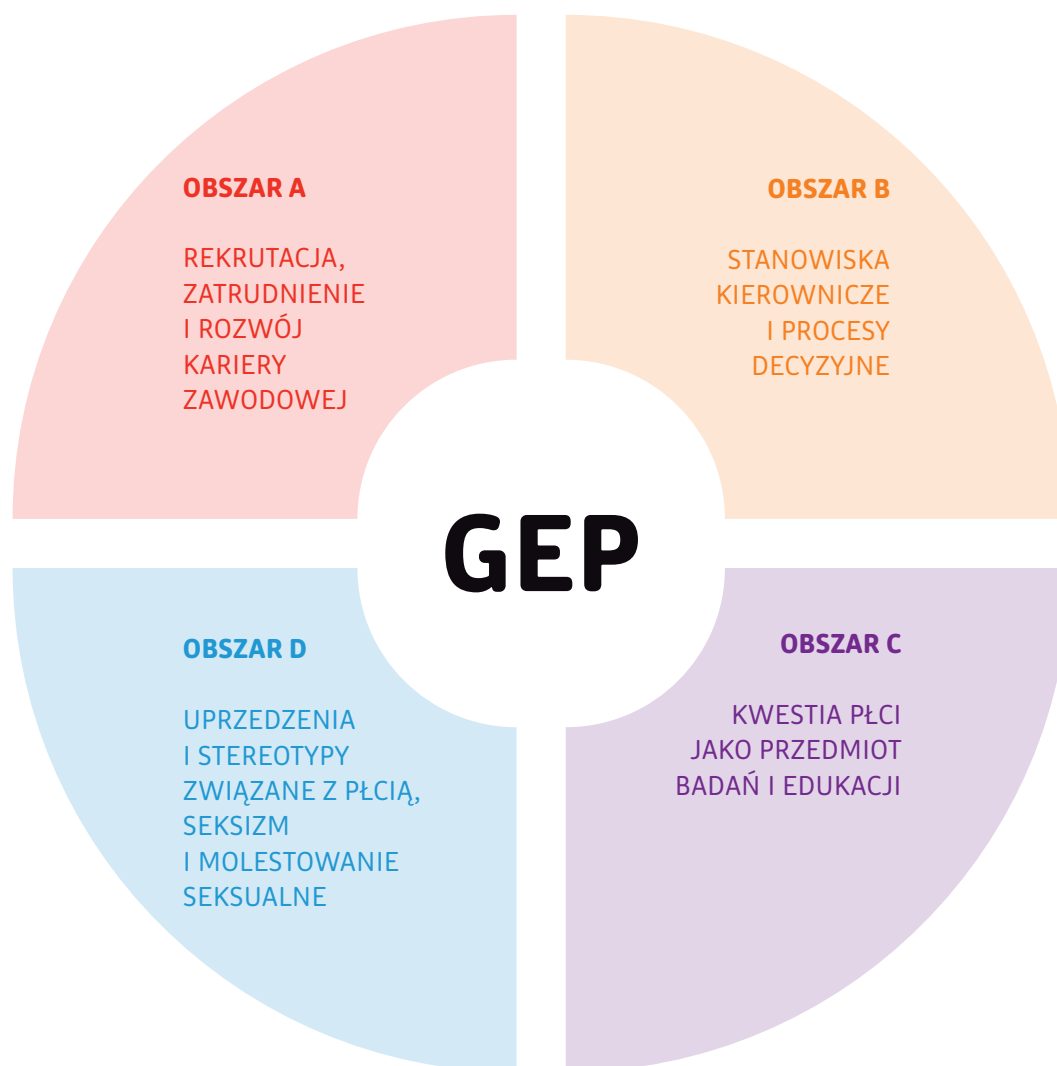 OBSZAR A
REKRUTACJA,
ZATRUDNIENIE
I ROZWÓJ
KARIERY
ZAWODOWEJ
OBSZAR B
STANOWISKA
KIEROWNICZE
I PROCESY
DECYZYJNE
GEP
OBSZAR D
UPRZEDZENIA
I STEREOTYPY
ZWIĄZANE Z PŁCIĄ,
SEKSIZM
I MOLESTOWANIE
SEKSUALNE
OBSZAR C
KWESTIA PŁCI
JAKO PRZEDMIOT
BADAŃ I EDUKACJI